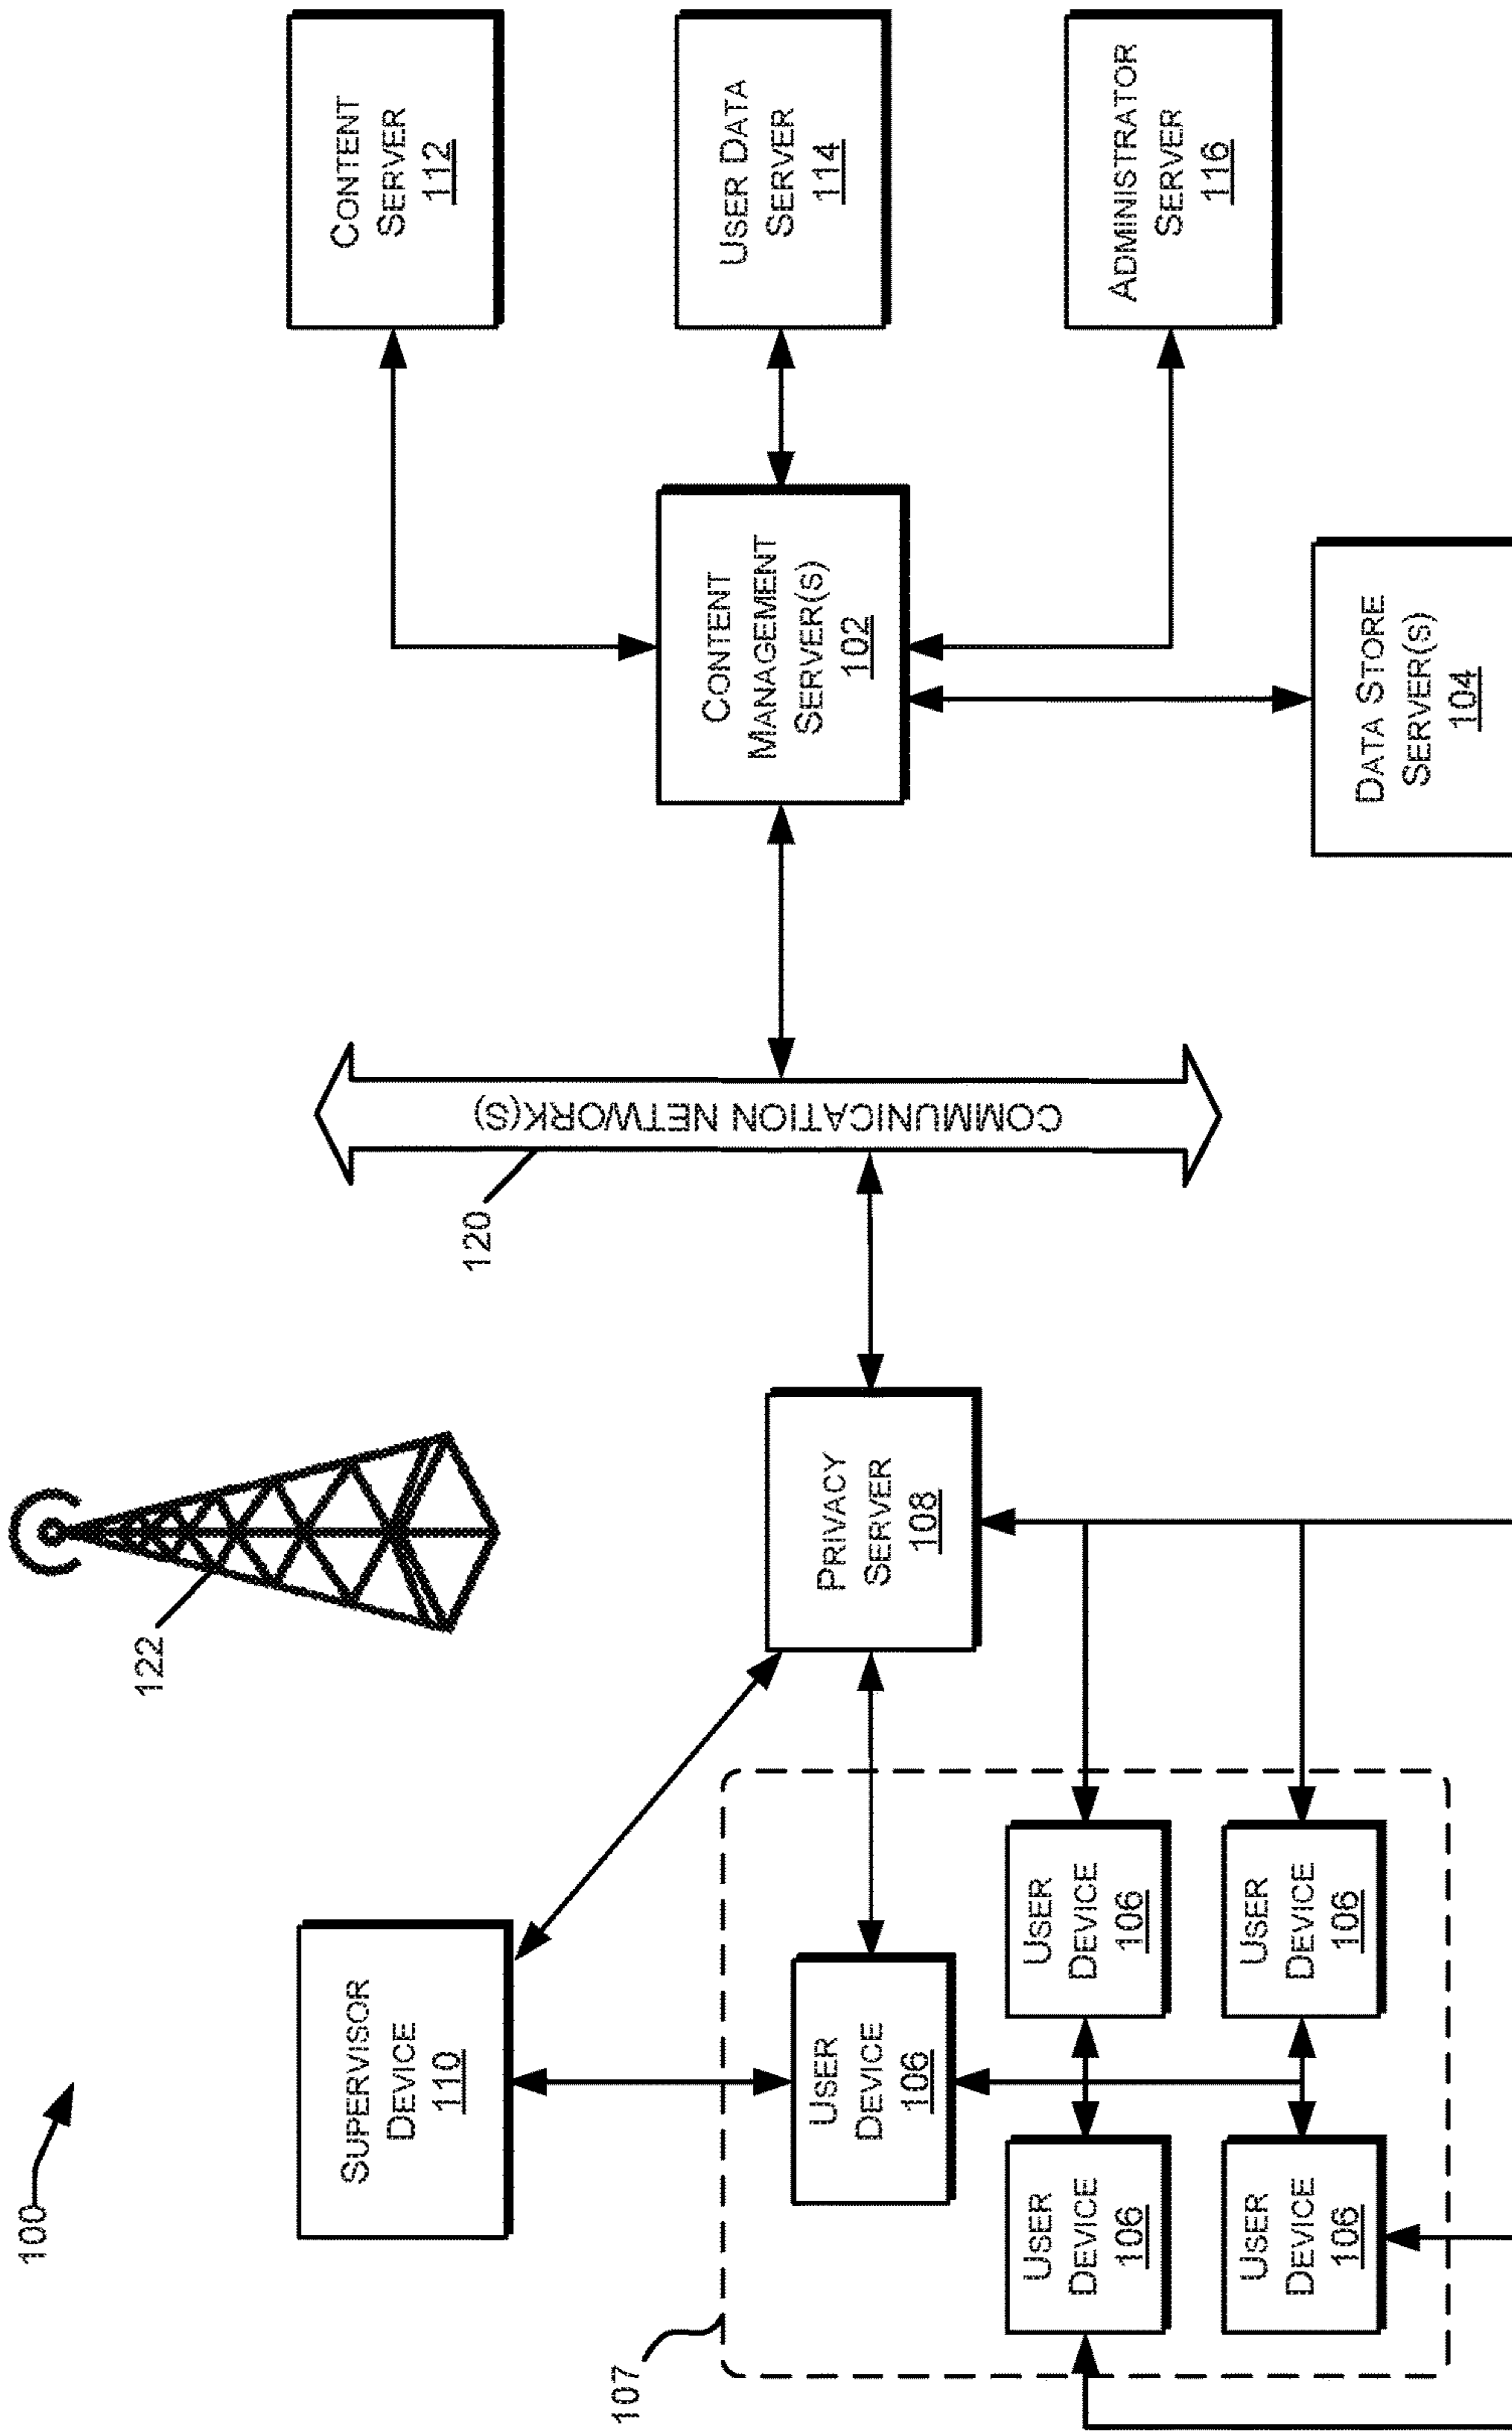 100
122
120
107
SUPERVISOR
DEVICE
110
PRIVACY
SERVER
108
USER
DEVICE
106
USER
DEVICE
106
USER
DEVICE
106
USER
DEVICE
106
USER
DEVICE
106
COMMUNICATION NETWORK(S)
CONTENT
MANAGEMENT
SERVER(S)
102
CONTENT
SERVER
112
USER DATA
SERVER
114
ADMINISTRATOR
SERVER
116
DATA STORE
SERVER(S)
104